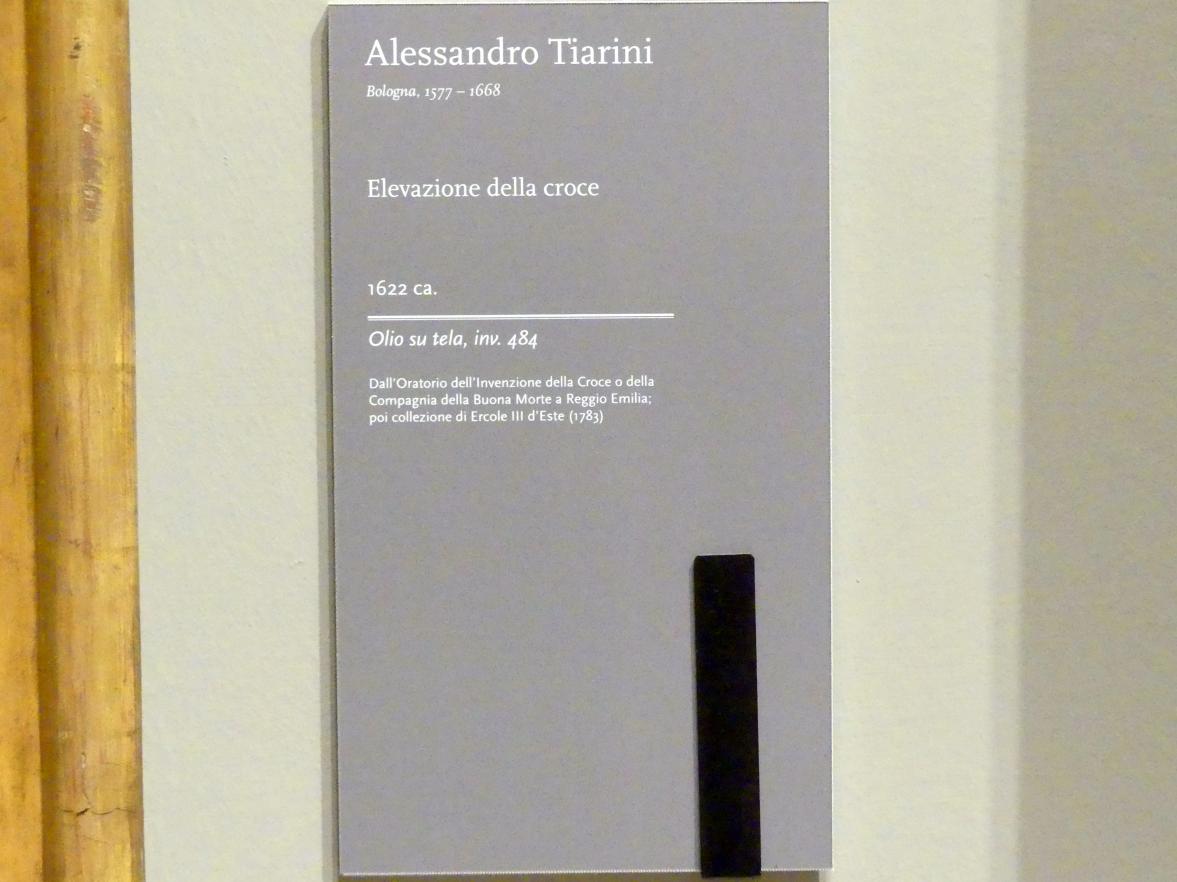 Alessandro Tiarini
Bologna, 1577 – 1668
Elevazione della croce
1622 ca.
Olio su tela, inv. 484
Dall'Oratorio dell'Invenzione della Croce o della
Compagnia della Buona Morte a Reggio Emilia;
poi collezione di Ercole III d'Este (1783)